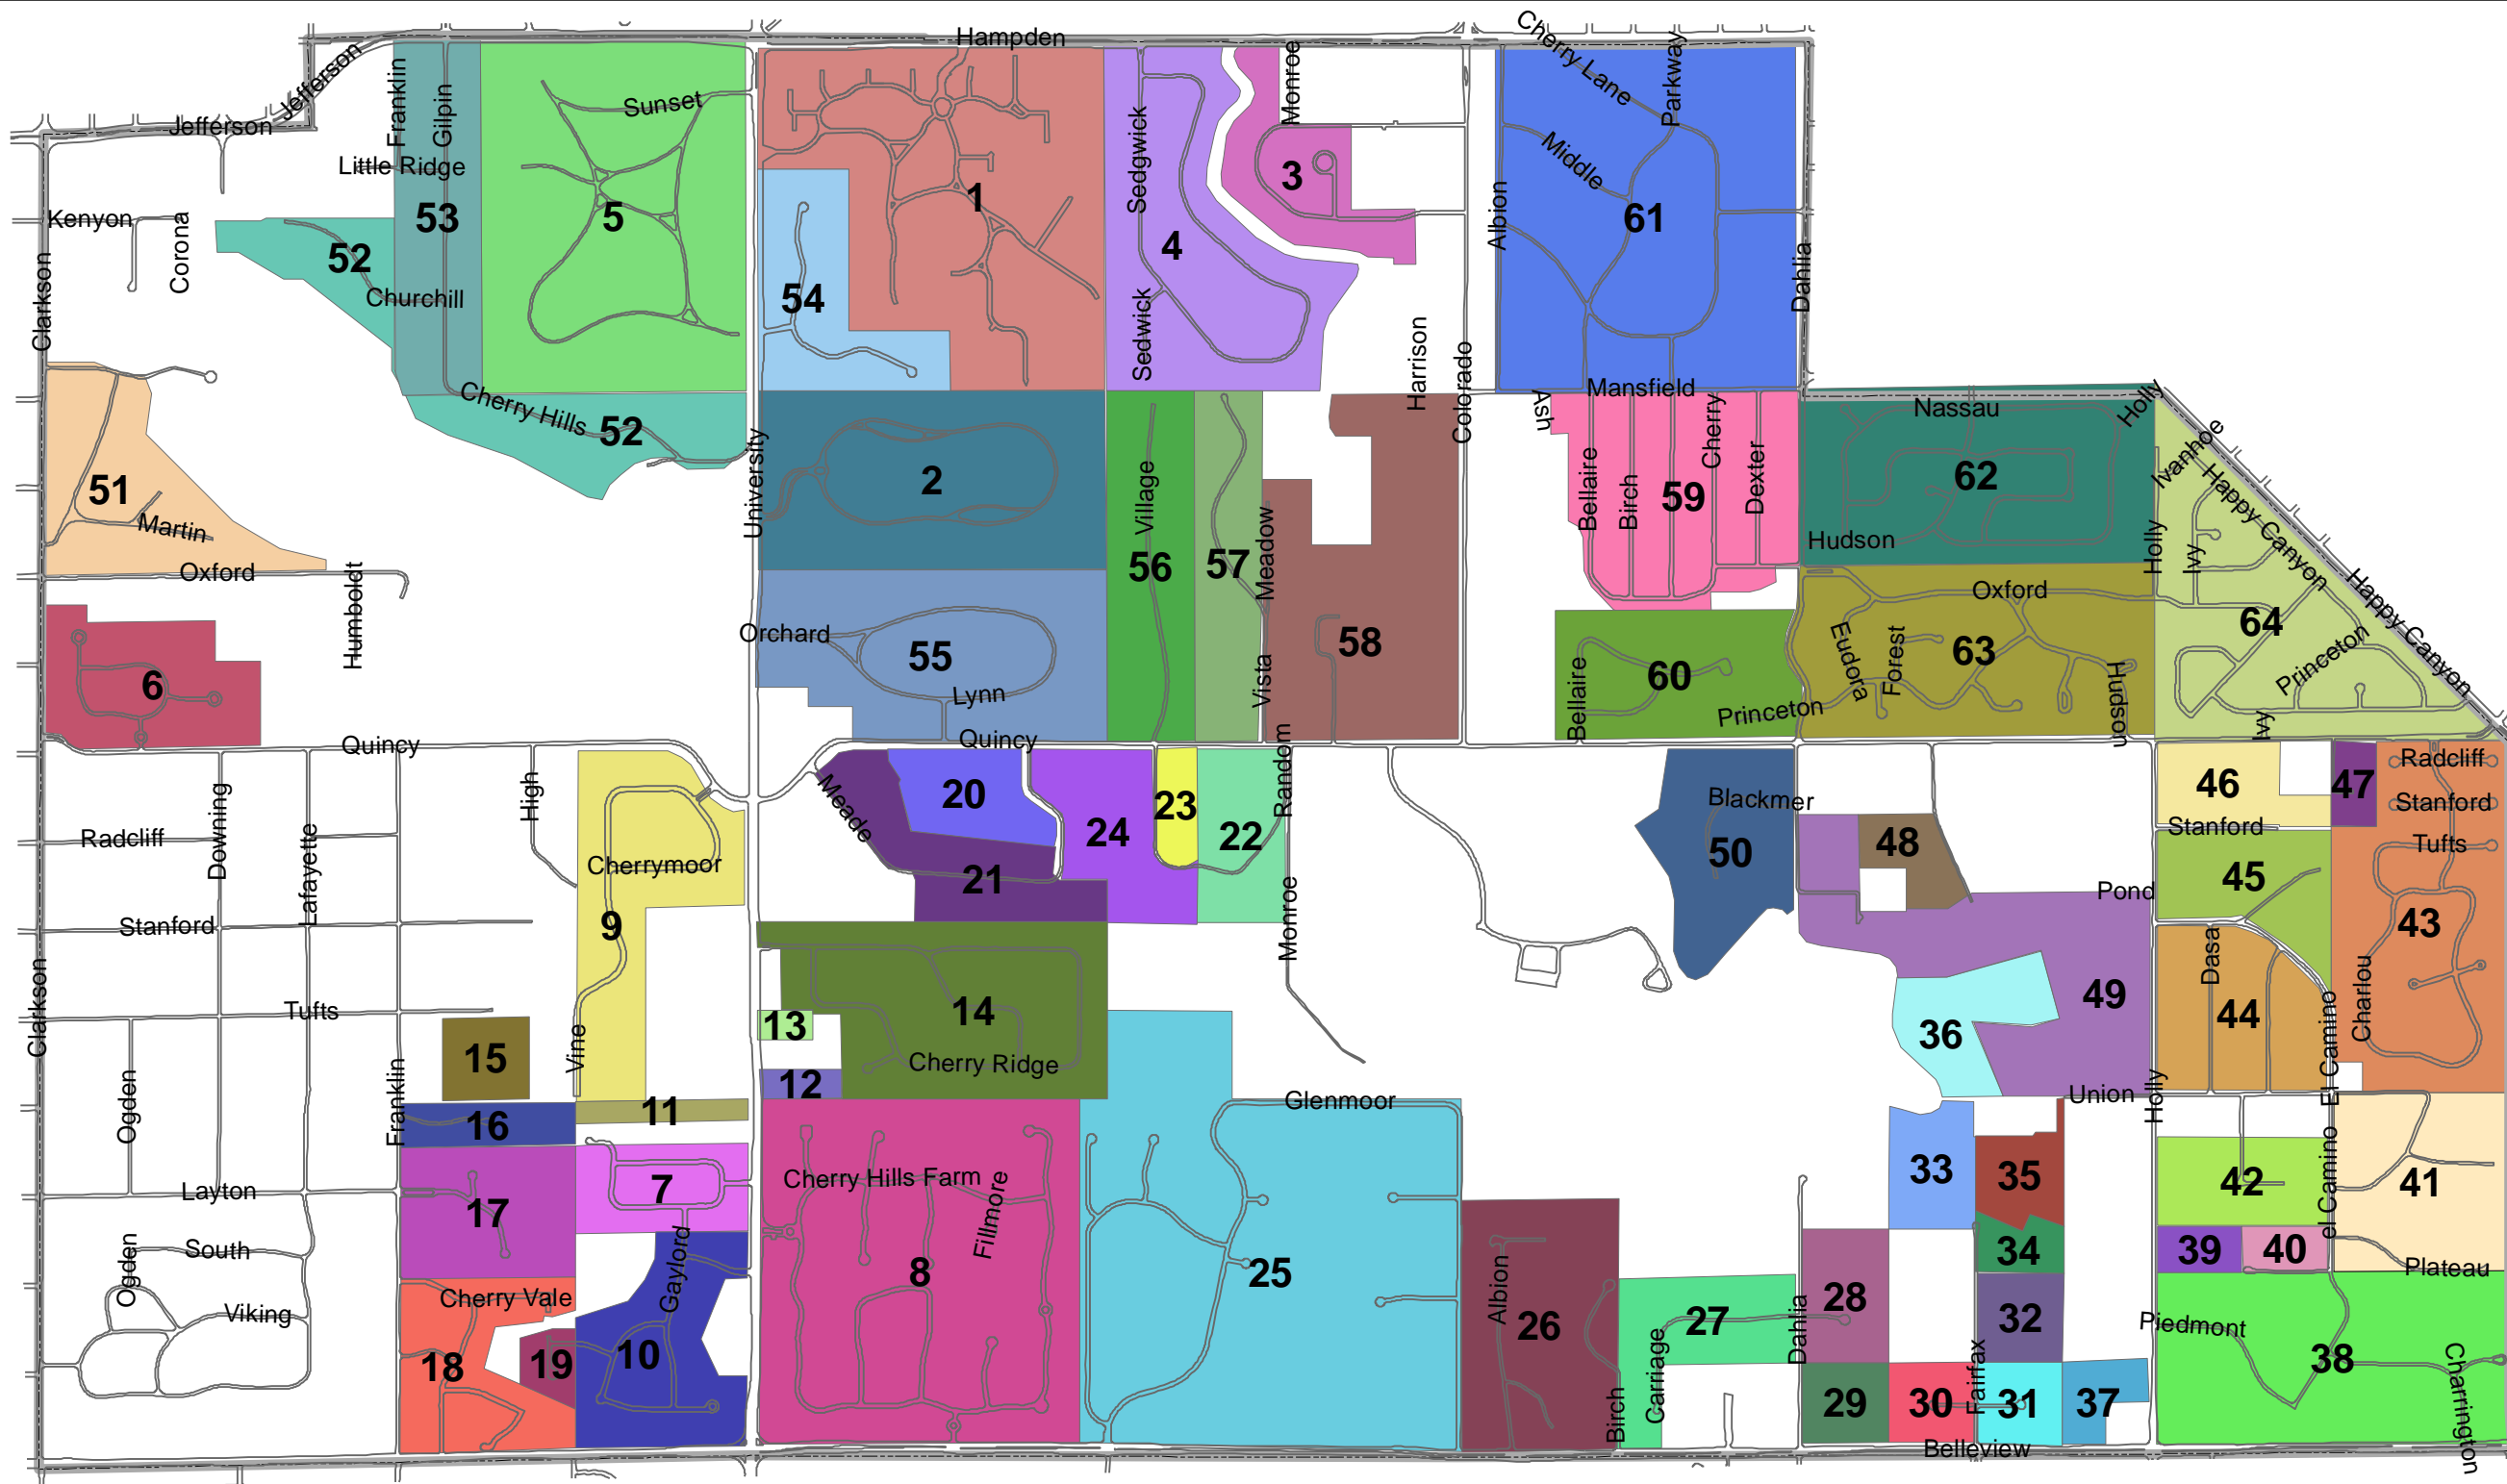 Hampden
Cherry Lane
Parkway
Jefferson
Jefferson
Franklin
Gilpin
Sunset
Monroe
Sedgwick
Middle
Little Ridge
Albion
Kenyon
Corona
53
5
1
4
3
61
52
54
Clarkson
Churchill
Sedwick
Harrison
Colorado
Dahlia
Mansfield
Ash
Nassau
Holly
Ivanhoe
Happy Canyon
Cherry Hills
52
University
2
Village
Meadow
Bellaire
Birch
59
Cherry
Dexter
62
Hudson
Holly
Ivy
51
Martin
56
57
Oxford
Humboldt
Oxford
Happy Canyon
Orchard
55
Lynn
Vista
58
Bellaire
60
Princeton
Eudora
Forest
63
Hudson
64
Princeton
Ivy
6
Quincy
Quincy
Random
Radcliff
46
47
Stanford
Stanford
Tufts
Downing
High
Radcliff
Lafayette
Cherrymoor
Meade
20
24
23
22
21
Blackmer
50
48
Pond
45
43
Stanford
9
Monroe
Dasa
Charlou
Clarkson
Tufts
Vine
13
14
49
36
44
El Camino
15
12
Cherry Ridge
Glenmoor
Union
Holly
Ogden
Franklin
16
11
33
35
42
el Camino
41
Layton
17
7
Cherry Hills Farm
Fillmore
Ogden
South
Gaylord
8
25
34
39
40
Plateau
Cherry Vale
Viking
Albion
26
27
Dahlia
28
32
Piedmont
38
18
19
10
Birch
Carriage
29
30
Fairfax
31
37
Charrington
Belleview